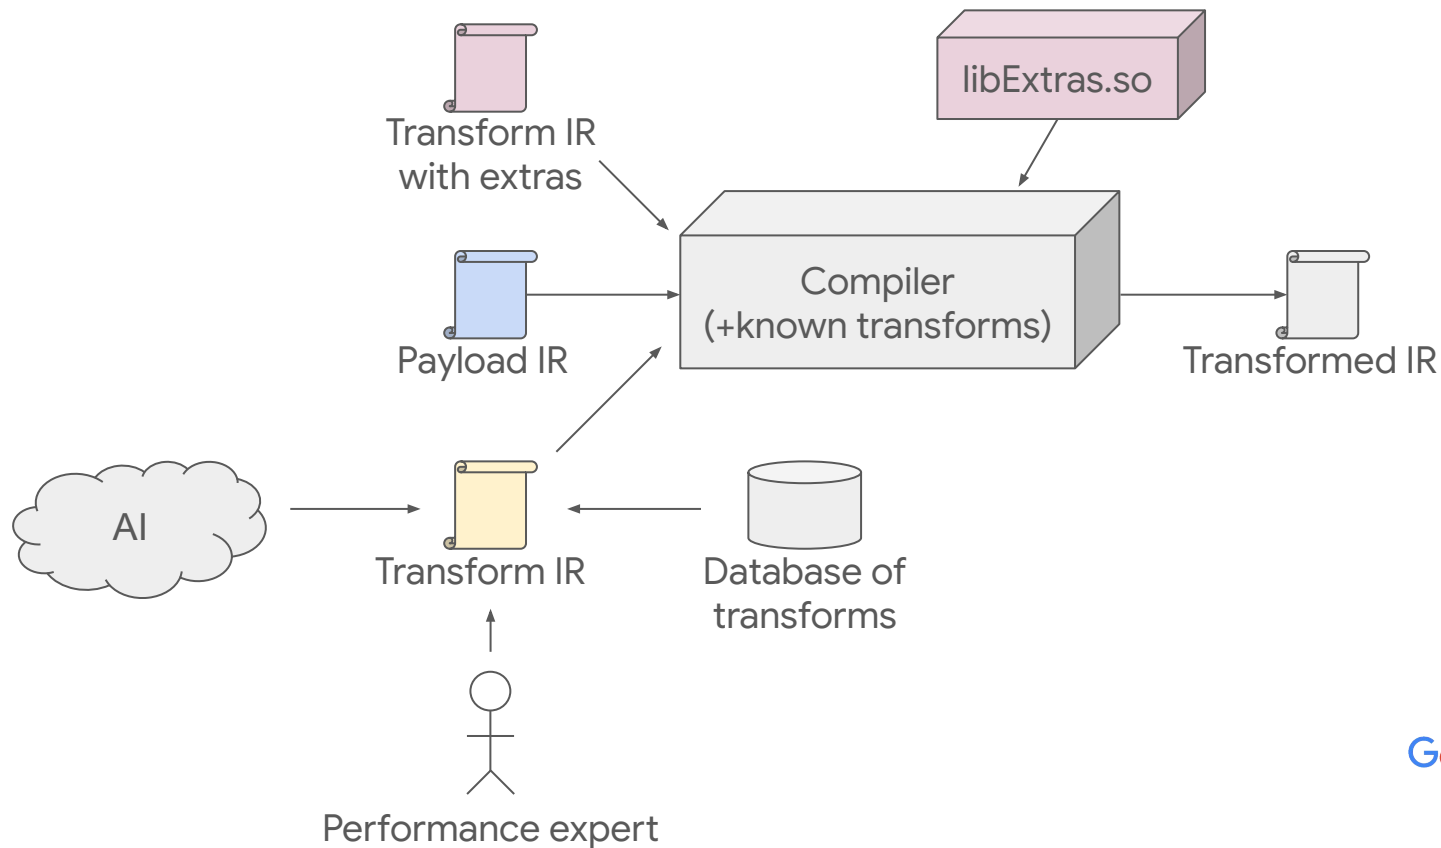 libExtras.so
Transform IR
with extras
Compiler
(+known transforms)
Payload IR
Transformed IR
AI
Transform IR
Database of
transforms
Performance expert